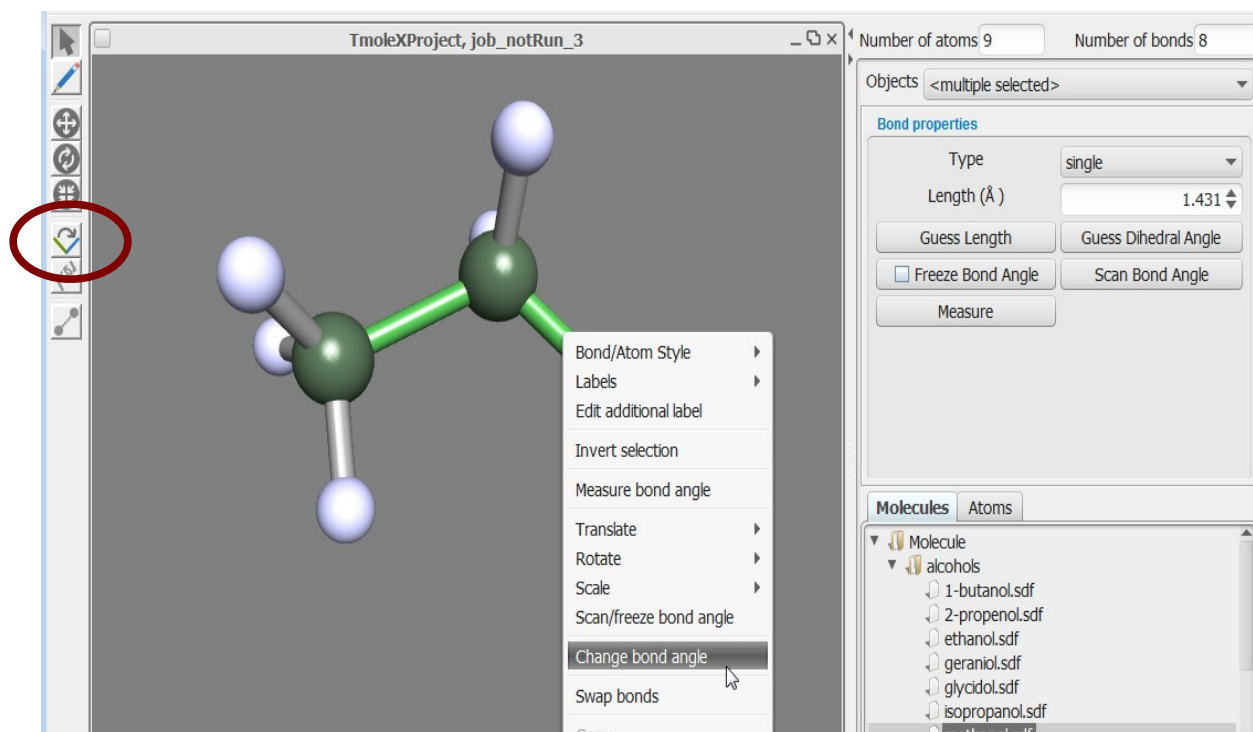 TmoleXProject, job_notRun_3
Number of atoms 9 Number of bonds 8
Objects <multiple selected>
Bond properties
Type single
Length (Å ) 1.431
Guess Length Guess Dihedral Angle
Freeze Bond Angle Scan Bond Angle
Measure
Bond/Atom Style
Labels
Edit additional label
Invert selection
Measure bond angle
Translate
Rotate
Scale
Scan/freeze bond angle
Change bond angle
Swap bonds
Molecules Atoms
Molecule
alcohols
1-butanol.sdf
2-propenol.sdf
ethanol.sdf
geraniol.sdf
glycidol.sdf
isopropanol.sdf